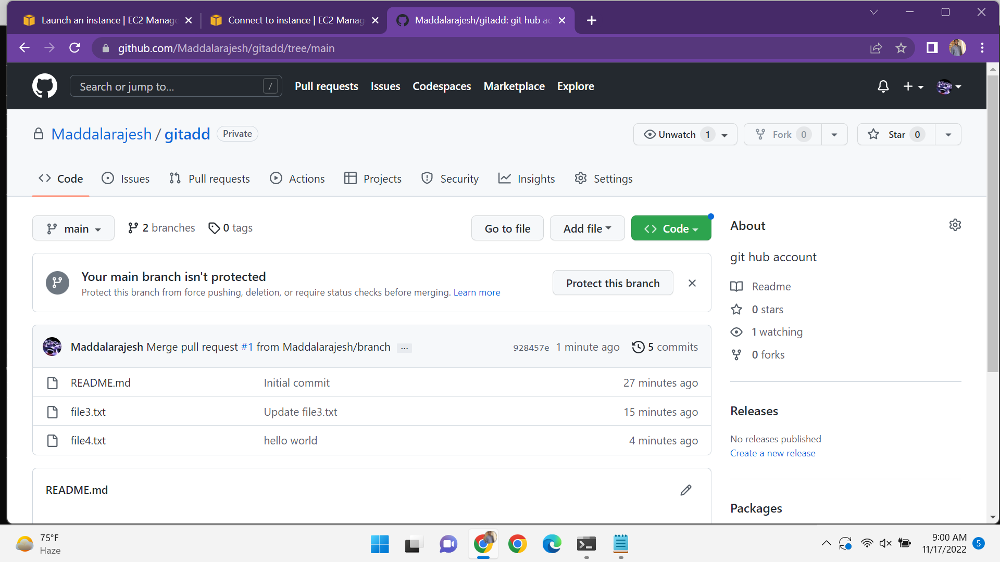 Launch an instance | EC2 Manage
Connect to instance | EC2 Manag
Maddalarajesh/gitadd: git hub ac
github.com/Maddalarajesh/gitadd/tree/main
Search or jump to...
/
Pull requests
Issues
Codespaces
Marketplace
Explore
Maddalarajesh / gitadd
Private
Unwatch 1
Fork 0
Star 0
Code
Issues
Pull requests
Actions
Projects
Security
Insights
Settings
main
2 branches
0 tags
Go to file
Add file
Code
Your main branch isn't protected
Protect this branch from force pushing, deletion, or require status checks before merging. Learn more
Protect this branch
Maddalarajesh Merge pull request #1 from Maddalarajesh/branch ...
928457e 1 minute ago
5 commits
README.md Initial commit 27 minutes ago
file3.txt Update file3.txt 15 minutes ago
file4.txt hello world 4 minutes ago
README.md
About
git hub account
Readme
0 stars
1 watching
0 forks
Releases
No releases published
Create a new release
Packages
75°F
Haze
9:00 AM
11/17/2022
5